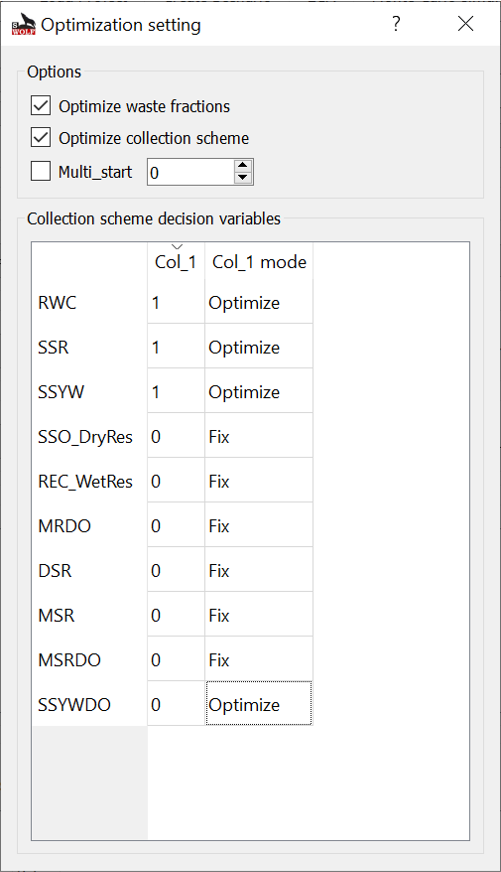 S
WOLF
Optimization setting
?
Options
Optimize waste fractions
Optimize collection scheme
Multi_start 0
Collection scheme decision variables
Col_1 Col_1 mode
RWC 1 Optimize
SSR 1 Optimize
SSYW 1 Optimize
SSO_DryRes 0 Fix
REC_WetRes 0 Fix
MRDO 0 Fix
DSR 0 Fix
MSR 0 Fix
MSRDO 0 Fix
SSYWDO 0 Optimize